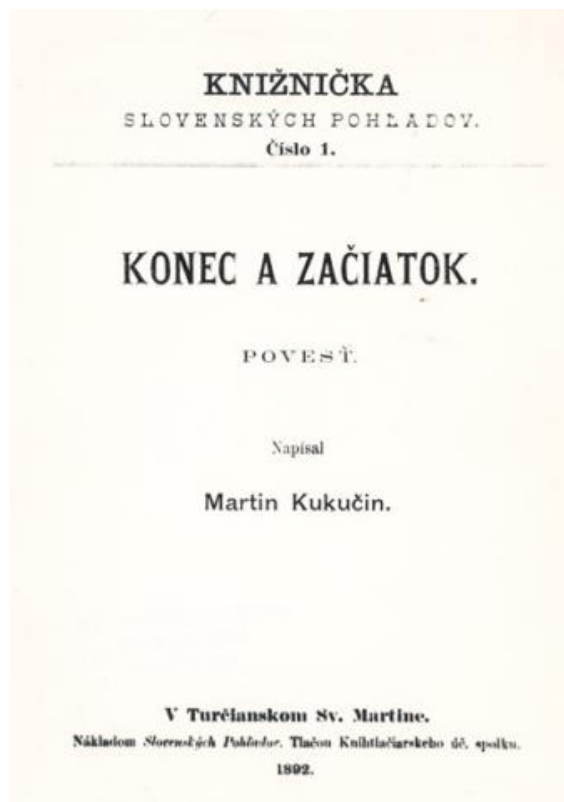 KNIŽNIČKA
SLOVENSKÝCH POHĽADOV.
Číslo 1.
KONEC A ZAČIATOK.
POVESŤ.
Napísal
Martin Kukučin.
V Turčianskom Sv. Martine.
Nákladom Slovenských Pohľadov. Tlačou Knihtlačiarskeho úč. spolku.
1892.